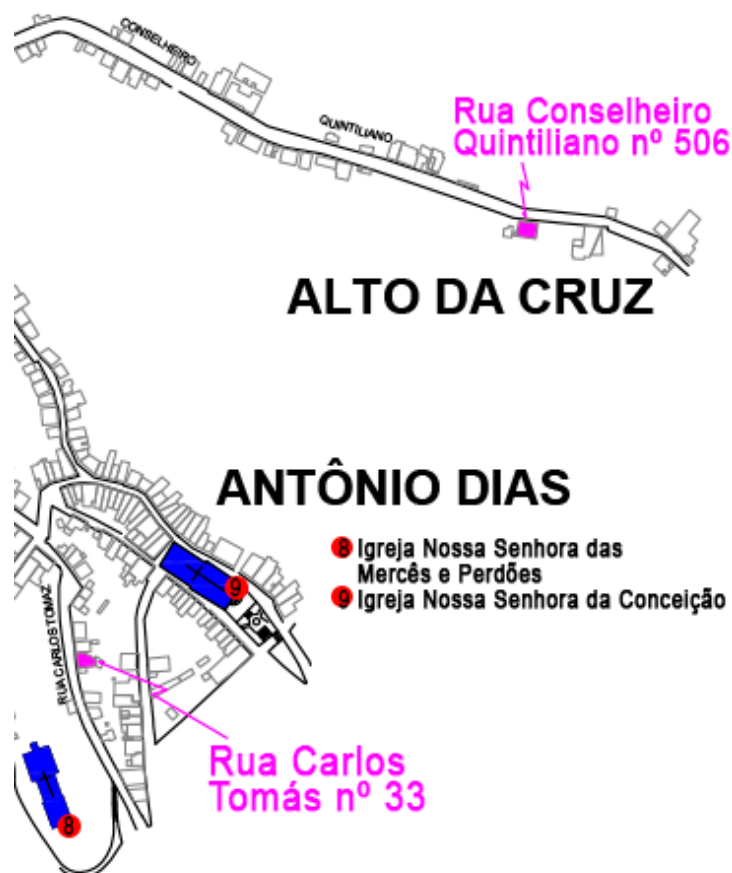 CONSELHEIRO
QUINTILIANO
Rua Conselheiro
Quintiliano nº 506
ALTO DA CRUZ
ANTÔNIO DIAS
8 Igreja Nossa Senhora das
Mercês e Perdões
9 Igreja Nossa Senhora da Conceição
9
RUA CARLOS TOMAZ
Rua Carlos
Tomás nº 33
8